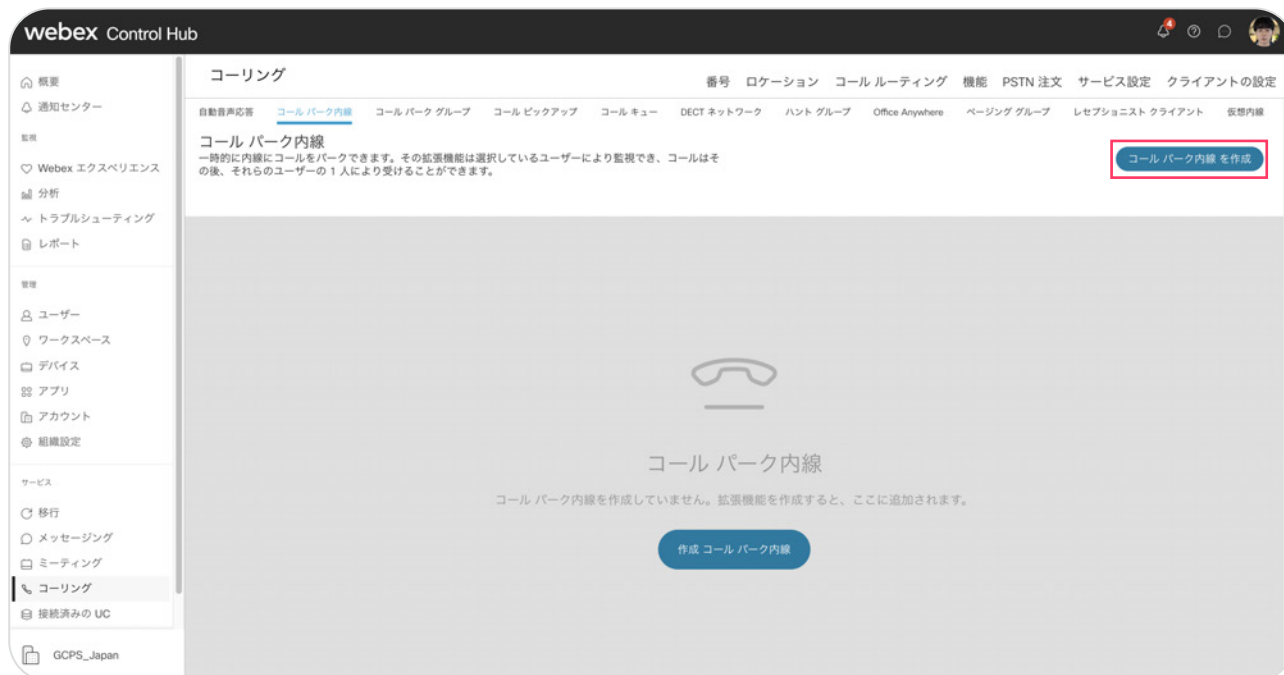 webex Control Hub
4
概要
通知センター
監視
Webex エクスペリエンス
分析
トラブルシューティング
レポート
管理
ユーザー
ワークスペース
デバイス
アプリ
アカウント
組織設定
サービス
移行
メッセージング
ミーティング
コーリング
接続済みの UC
GCPS_Japan
コーリング
番号 ロケーション コール ルーティング 機能 PSTN 注文 サービス設定 クライアントの設定
自動音声応答 コール パーク内線 コール パーク グループ コール ピックアップ コール キュー DECT ネットワーク ハント グループ Office Anywhere ページング グループ レセプショニスト クライアント 仮想内線
コール パーク内線
一時的に内線にコールをパークできます。その拡張機能は選択しているユーザーにより監視でき、コールはそ
の後、それらのユーザーの 1 人により受けることができます。
コール パーク内線 を作成
コール パーク内線
コール パーク内線を作成していません。拡張機能を作成すると、ここに追加されます。
作成 コール パーク内線